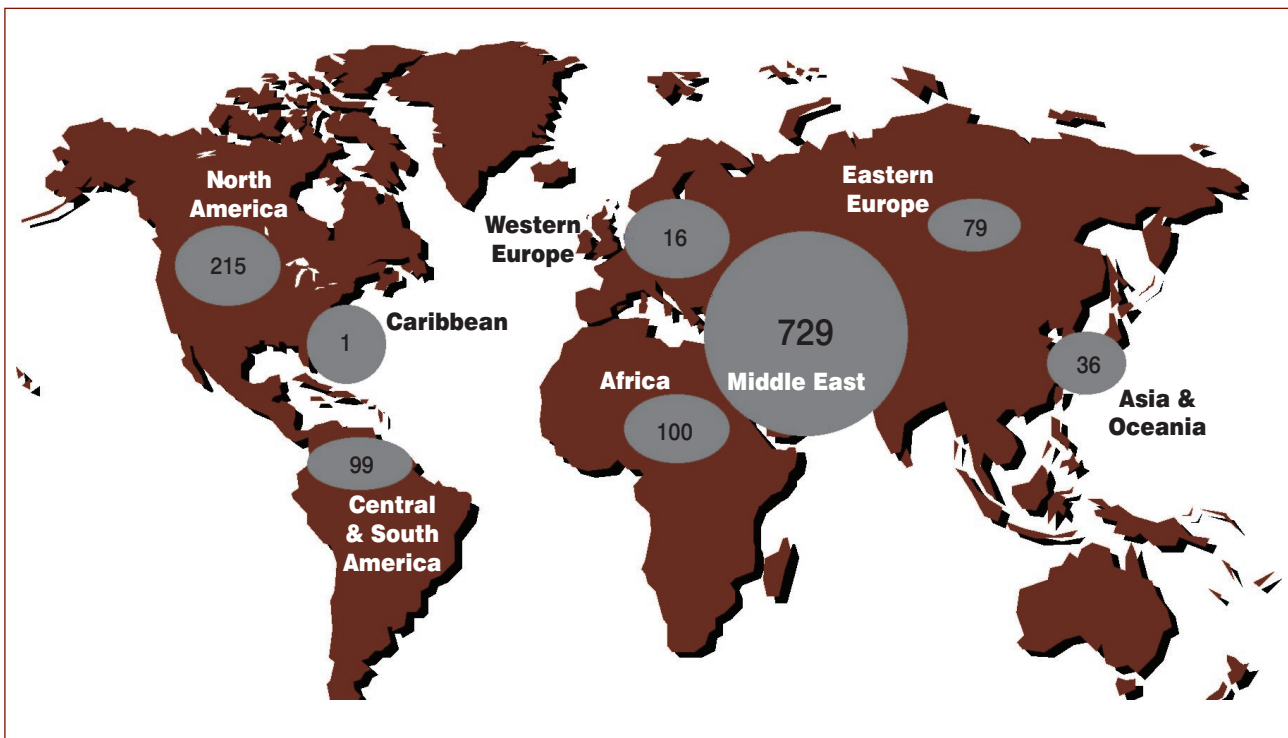 North
America
215
1
Caribbean
99
Central
& South
America
Western
Europe
16
Eastern
Europe
79
729
Middle East
Africa
100
36
Asia &
Oceania